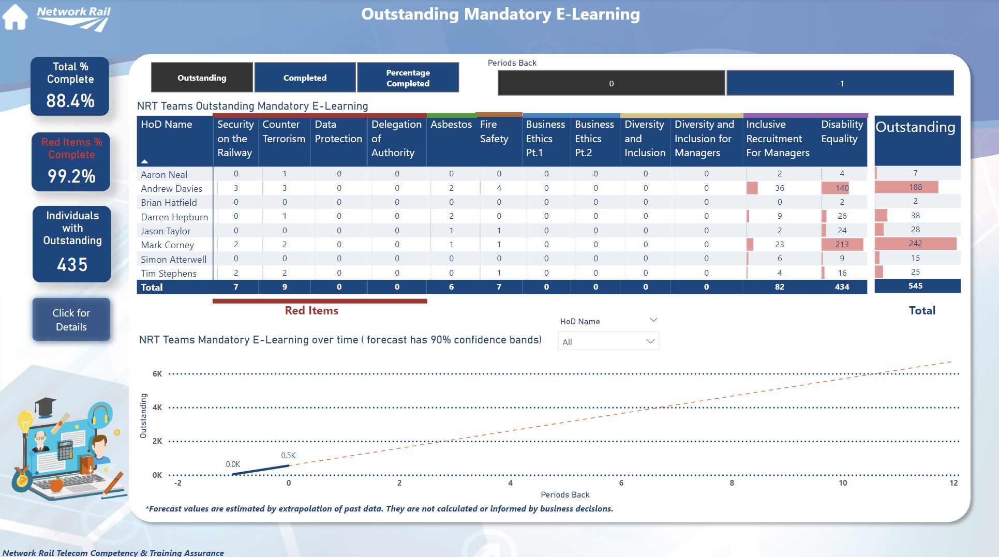 Network Rail
Outstanding Mandatory E-Learning
Total %
Complete
88.4%
Red Items %
Complete
99.2%
Individuals
with
Outstanding
435
Click for
Details
Outstanding
Completed
Percentage
Completed
Periods Back
0
-1
NRT Teams Outstanding Mandatory E-Learning
HoD Name
Security
on the
Railway
Counter
Terrorism
Data
Protection
Delegation
of
Authority
Asbestos
Fire
Safety
Business
Ethics
Pt.1
Business
Ethics
Pt.2
Diversity
and
Inclusion
Diversity and
Inclusion for
Managers
Inclusive
Recruitment
For Managers
Disability
Equality
Outstanding
Aaron Neal 0 1 0 0 0 0 0 0 0 0 2 4 7
Andrew Davies 3 3 0 0 2 4 0 0 0 0 36 140 188
Brian Hatfield 0 0 0 0 0 0 0 0 0 0 0 2 2
Darren Hepburn 0 1 0 0 2 0 0 0 0 0 9 26 38
Jason Taylor 0 0 0 0 1 1 0 0 0 0 2 24 28
Mark Corney 2 2 0 0 1 1 0 0 0 0 23 213 242
Simon Atterwell 0 0 0 0 0 0 0 0 0 0 6 9 15
Tim Stephens 2 2 0 0 0 1 0 0 0 0 4 16 25
Total 7 9 0 0 6 7 0 0 0 0 82 434 545
Red Items
Total
HoD Name
All
NRT Teams Mandatory E-Learning over time ( forecast has 90% confidence bands)
Outstanding
6K
4K
2K
0K
0.0K
0.5K
-2 0 2 4 6 8 10 12
Periods Back
*Forecast values are estimated by extrapolation of past data. They are not calculated or informed by business decisions.
Network Rail Telecom Competency & Training Assurance